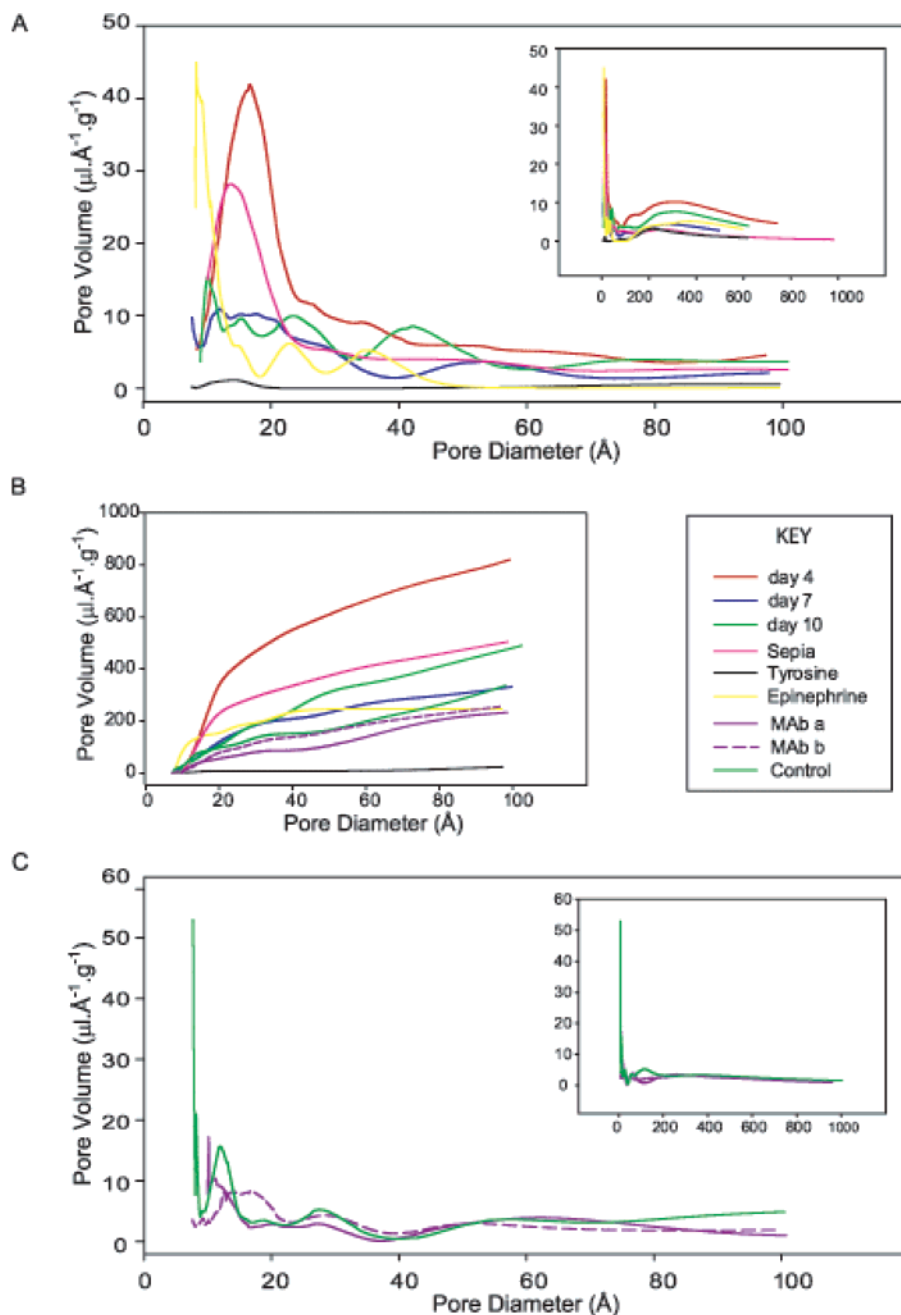 A
50
40
30
20
10
0
Pore Volume (µl.Å⁻¹.g⁻¹)
0 20 40 60 80 100
Pore Diameter (Å)
50
40
30
20
10
0
0 200 400 600 800 1000
B
1000
800
600
400
200
0
Pore Volume (µl.Å⁻¹.g⁻¹)
0 20 40 60 80 100
Pore Diameter (Å)
KEY
day 4
day 7
day 10
Sepia
Tyrosine
Epinephrine
MAb a
MAb b
Control
C
60
50
40
30
20
10
0
Pore Volume (µl.Å⁻¹.g⁻¹)
0 20 40 60 80 100
Pore Diameter (Å)
60
50
40
30
20
10
0
0 200 400 600 800 1000